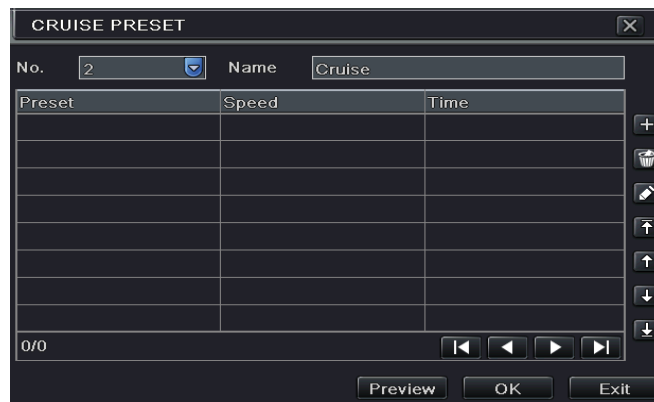 CRUISE PRESET
No. 2 Name Cruise
Preset Speed Time
0/0
Preview OK Exit